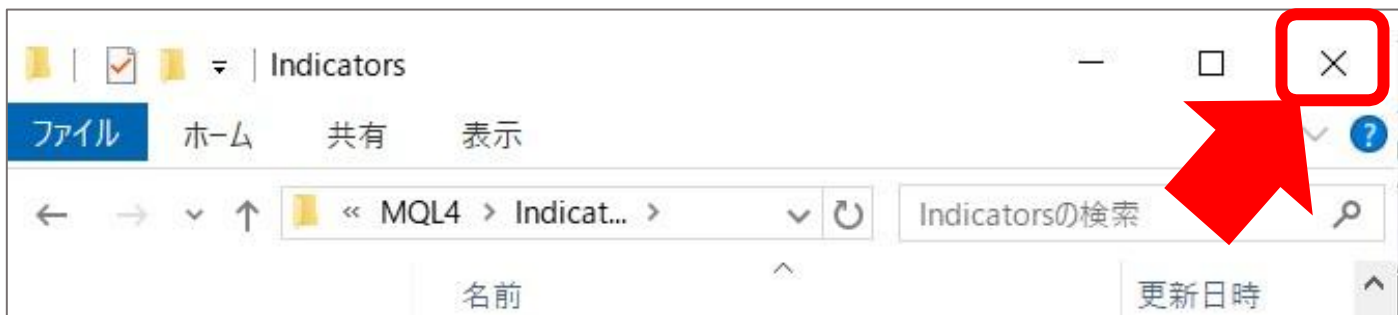 Indicators
ファイル ホーム 共有 表示 ?
« MQL4 > Indicat... > Indicatorsの検索
名前 更新日時